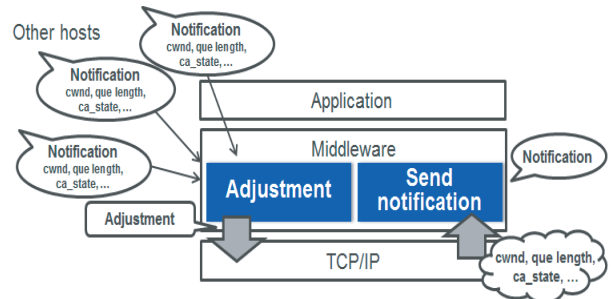 Other hosts
Notification
cwnd, que length,
ca_state, ...
Notification
cwnd, que length,
ca_state, ...
Notification
cwnd, que length,
ca_state, ...
Application
Middleware
Adjustment
Send
notification
Notification
Adjustment
TCP/IP
cwnd, que length,
ca_state, ...